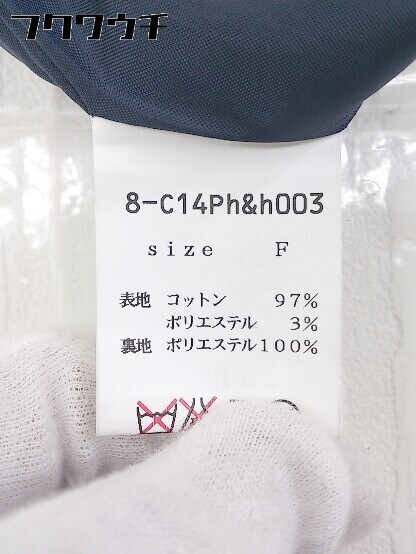 フクワウチ
8-C14Ph&h003
size F
表地 コットン 97%
ポリエステル 3%
裏地 ポリエステル100%